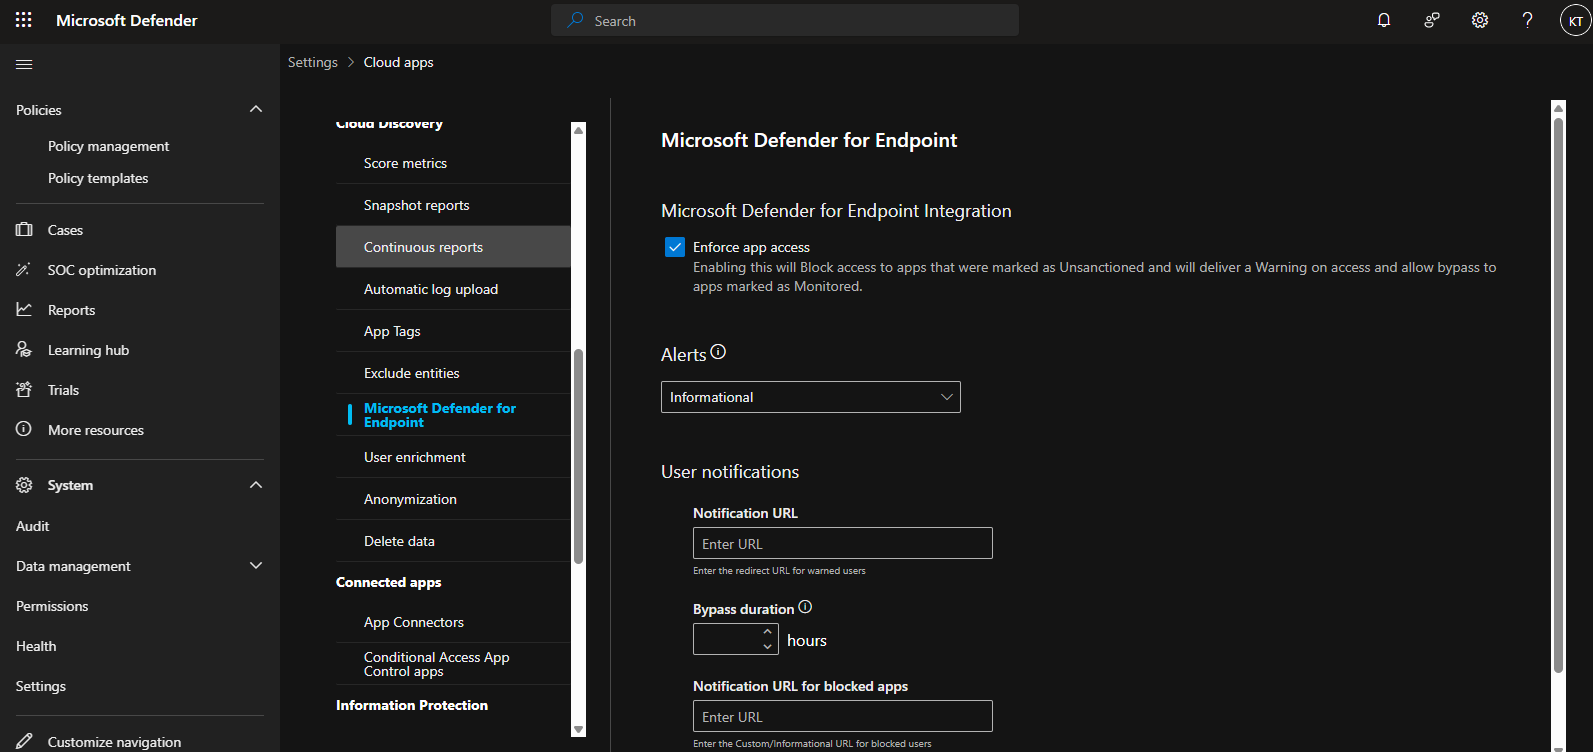 Microsoft Defender
Search
KT
Settings > Cloud apps
Policies
Policy management
Policy templates
Cases
SOC optimization
Reports
Learning hub
Trials
More resources
System
Audit
Data management
Permissions
Health
Settings
Customize navigation
Cloud Discovery
Score metrics
Snapshot reports
Continuous reports
Automatic log upload
App Tags
Exclude entities
Microsoft Defender for
Endpoint
User enrichment
Anonymization
Delete data
Connected apps
App Connectors
Conditional Access App
Control apps
Information Protection
Microsoft Defender for Endpoint
Microsoft Defender for Endpoint Integration
Enforce app access
Enabling this will Block access to apps that were marked as Unsanctioned and will deliver a Warning on access and allow bypass to
apps marked as Monitored.
Alerts
Informational
User notifications
Notification URL
Enter URL
Enter the redirect URL for warned users
Bypass duration
hours
Notification URL for blocked apps
Enter URL
Enter the Custom/Informational URL for blocked users